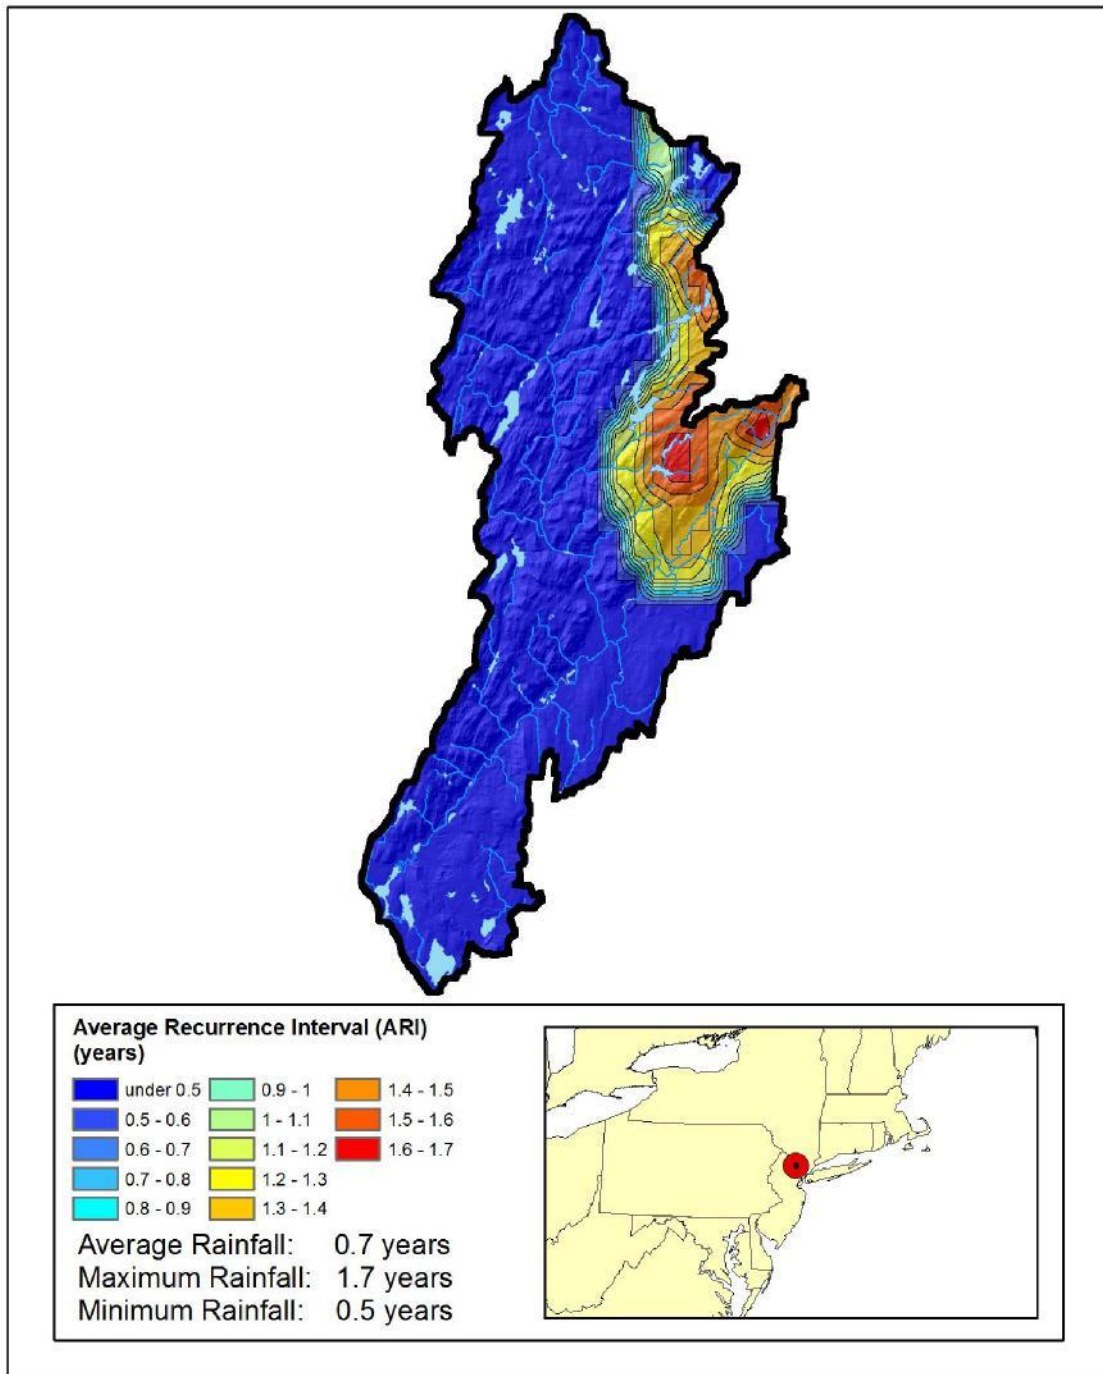 Average Recurrence Interval (ARI)
(years)
under 0.5
0.5 - 0.6
0.6 - 0.7
0.7 - 0.8
0.8 - 0.9
0.9 - 1
1 - 1.1
1.1 - 1.2
1.2 - 1.3
1.3 - 1.4
1.4 - 1.5
1.5 - 1.6
1.6 - 1.7
Average Rainfall: 0.7 years
Maximum Rainfall: 1.7 years
Minimum Rainfall: 0.5 years